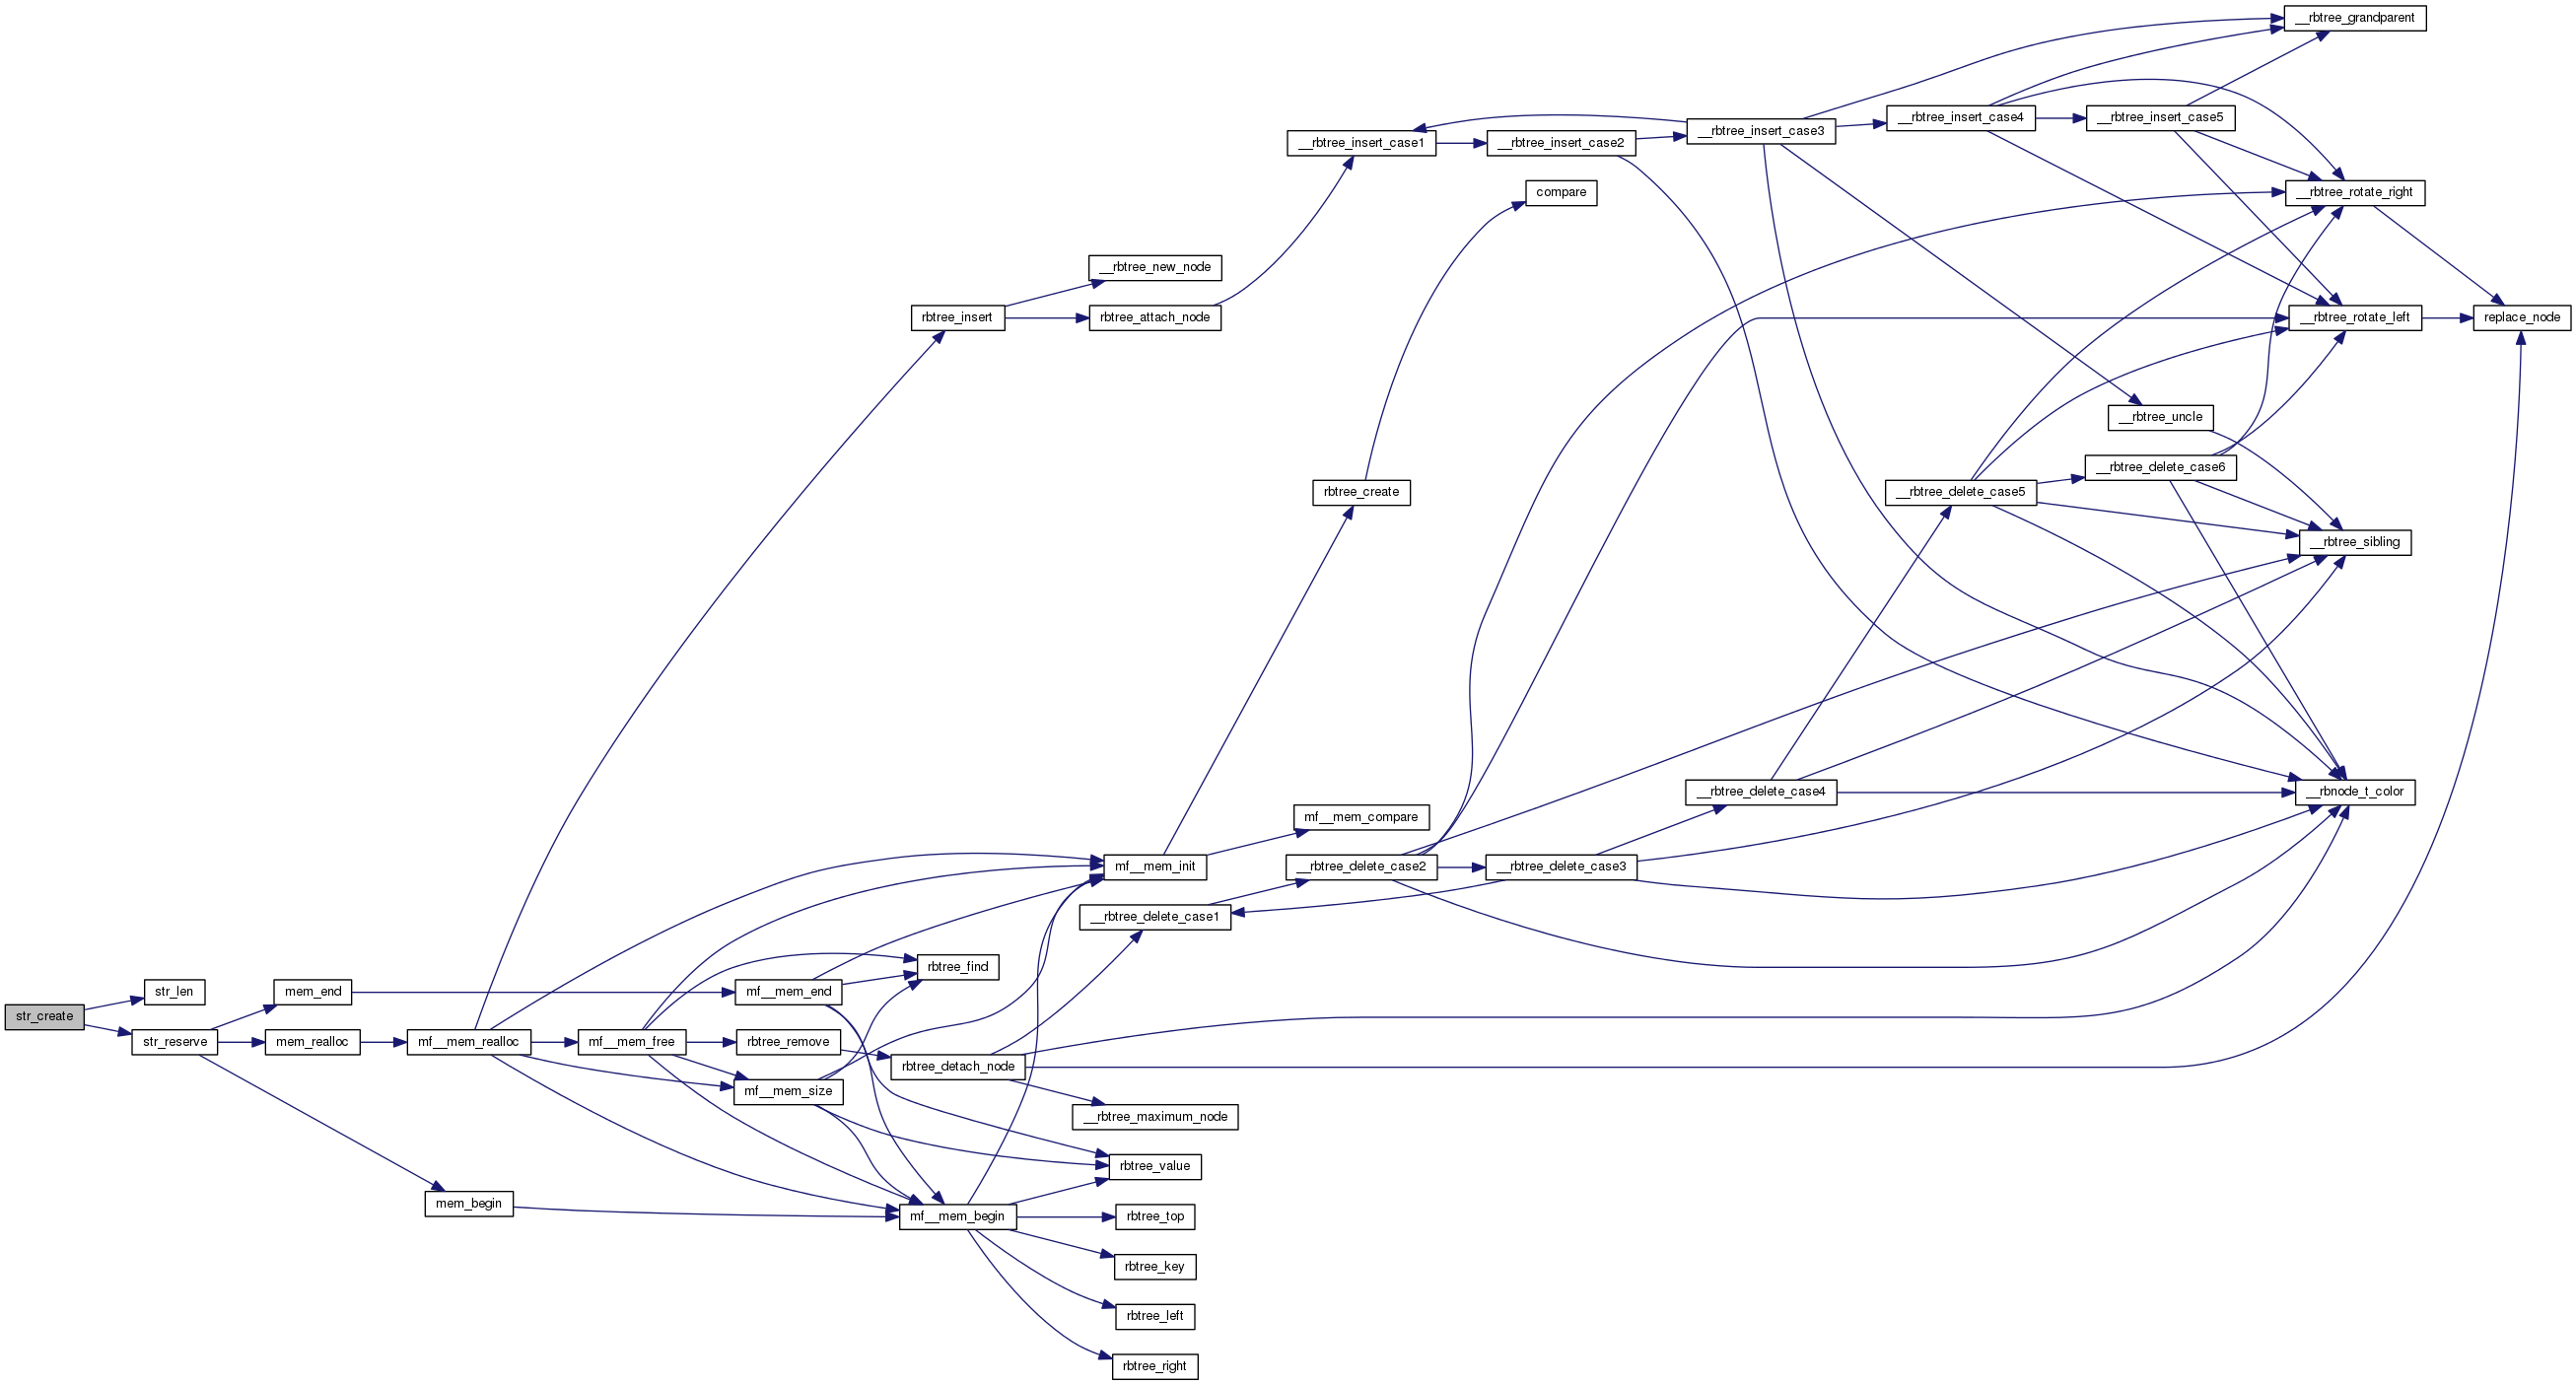 __rbtree_grandparent
__rbtree_insert_case4
__rbtree_insert_case5
__rbtree_insert_case3
__rbtree_insert_case1
__rbtree_insert_case2
compare
__rbtree_rotate_right
__rbtree_new_node
rbtree_insert
rbtree_attach_node
__rbtree_rotate_left
replace_node
__rbtree_uncle
__rbtree_delete_case6
rbtree_create
__rbtree_delete_case5
__rbtree_sibling
__rbtree_delete_case4
__rbnode_t_color
mf__mem_compare
mf__mem_init
__rbtree_delete_case2
__rbtree_delete_case3
__rbtree_delete_case1
rbtree_find
str_len
mem_end
mf__mem_end
str_create
str_reserve
mem_realloc
mf__mem_realloc
mf__mem_free
rbtree_remove
rbtree_detach_node
mf__mem_size
__rbtree_maximum_node
rbtree_value
mem_begin
mf__mem_begin
rbtree_top
rbtree_key
rbtree_left
rbtree_right